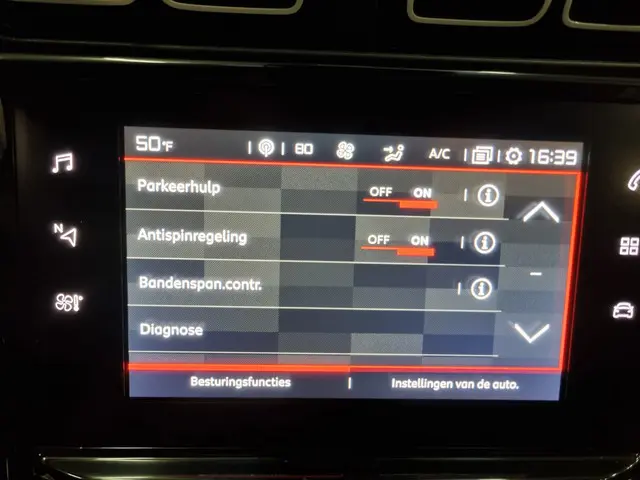 50°F 80 A/C 16:39
Parkeerhulp OFF ON
Antispinregeling OFF ON
Bandenspan.contr.
Diagnose
Besturingsfuncties Instellingen van de auto.
N